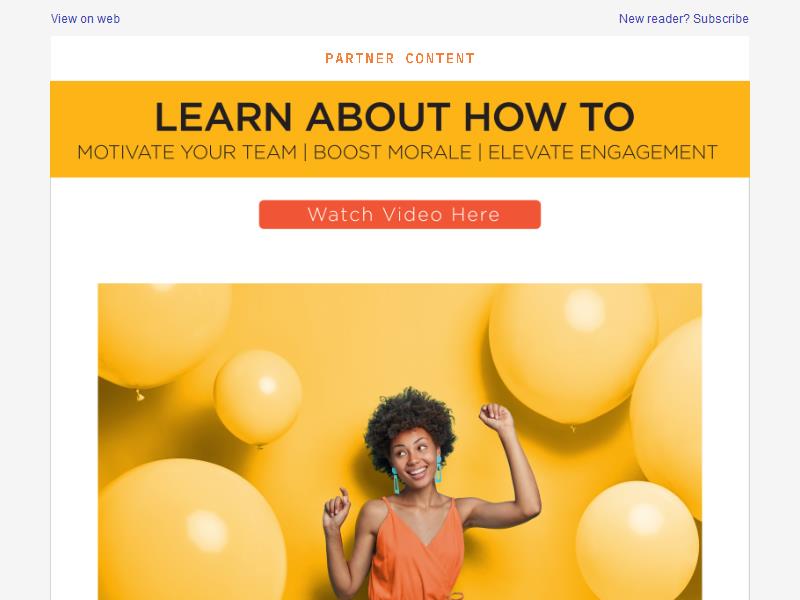 View on web
New reader? Subscribe
PARTNER CONTENT
LEARN ABOUT HOW TO
MOTIVATE YOUR TEAM | BOOST MORALE | ELEVATE ENGAGEMENT
Watch Video Here